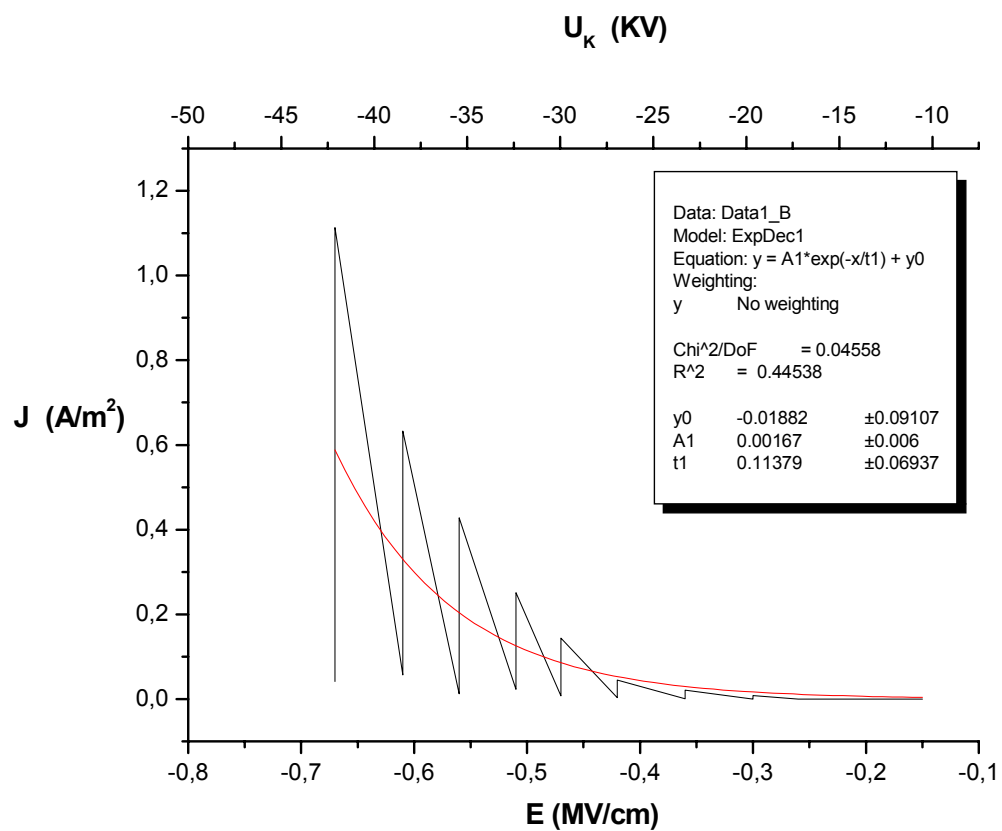 U_K (KV)
-50 -45 -40 -35 -30 -25 -20 -15 -10
1,2
1,0
0,8
0,6
0,4
0,2
0,0
J (A/m²)
Data: Data1_B
Model: ExpDec1
Equation: y = A1*exp(-x/t1) + y0
Weighting:
y No weighting
Chi^2/DoF = 0.04558
R^2 = 0.44538
y0 -0.01882 ±0.09107
A1 0.00167 ±0.006
t1 0.11379 ±0.06937
-0,8 -0,7 -0,6 -0,5 -0,4 -0,3 -0,2 -0,1
E (MV/cm)